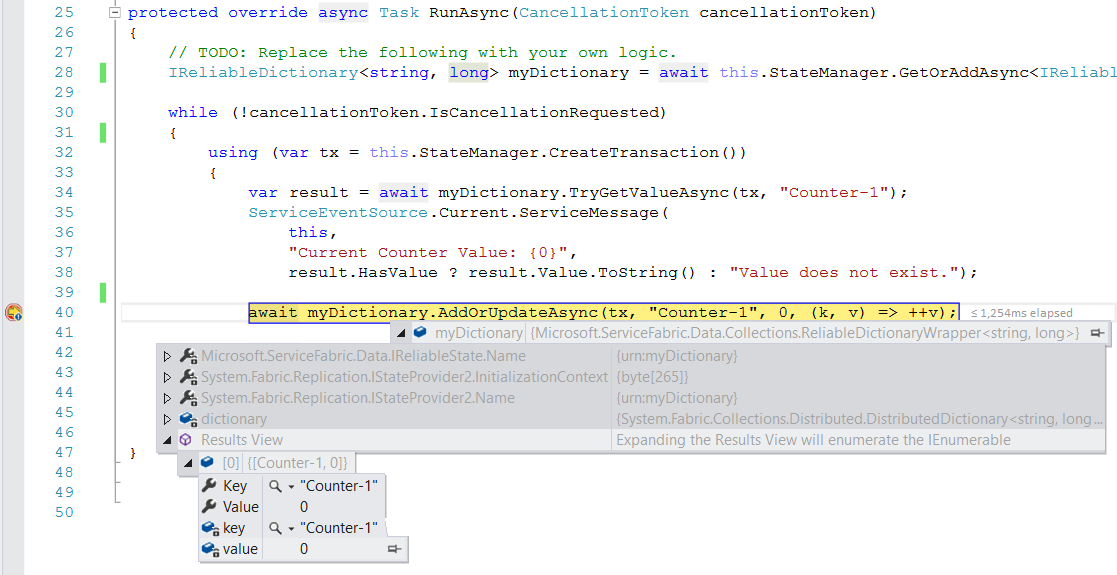 25 protected override async Task RunAsync(CancellationToken cancellationToken)
26 {
27 // TODO: Replace the following with your own logic.
28 IReliableDictionary<string, long> myDictionary = await this.StateManager.GetOrAddAsync<IReliabl
29
30 while (!cancellationToken.IsCancellationRequested)
31 {
32 using (var tx = this.StateManager.CreateTransaction())
33 {
34 var result = await myDictionary.TryGetValueAsync(tx, "Counter-1");
35 ServiceEventSource.Current.ServiceMessage(
36 this,
37 "Current Counter Value: {0}",
38 result.HasValue ? result.Value.ToString() : "Value does not exist.");
39
40 await myDictionary.AddOrUpdateAsync(tx, "Counter-1", 0, (k, v) => ++v); ≤ 1,254ms elapsed
41 myDictionary {Microsoft.ServiceFabric.Data.Collections.ReliableDictionaryWrapper<string, long>}
42 Microsoft.ServiceFabric.Data.IReliableState.Name {urn:myDictionary}
43 System.Fabric.Replication.IStateProvider2.InitializationContext {byte[265]}
44 System.Fabric.Replication.IStateProvider2.Name {urn:myDictionary}
45 dictionary {System.Fabric.Collections.Distributed.DistributedDictionary<string, long...
46 Results View Expanding the Results View will enumerate the IEnumerable
47 }
48 [0] {[Counter-1, 0]}
49 Key "Counter-1"
50 Value 0
key "Counter-1"
value 0